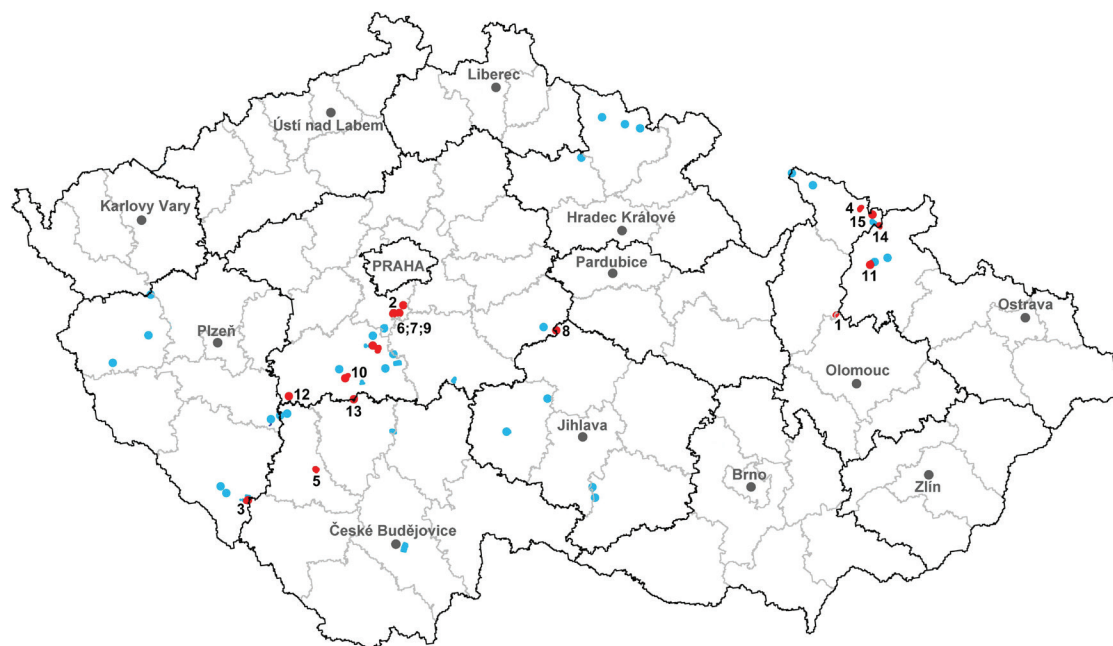 Liberec
Ústí nad Labem
Karlovy Vary
4
Hradec Králové
15
14
PRAHA
Pardubice
11
2
Ostrava
6;7;9
1
8
Plzeň
10
Olomouc
12
13
Jihlava
5
Brno
Zlín
3
České Budějovice